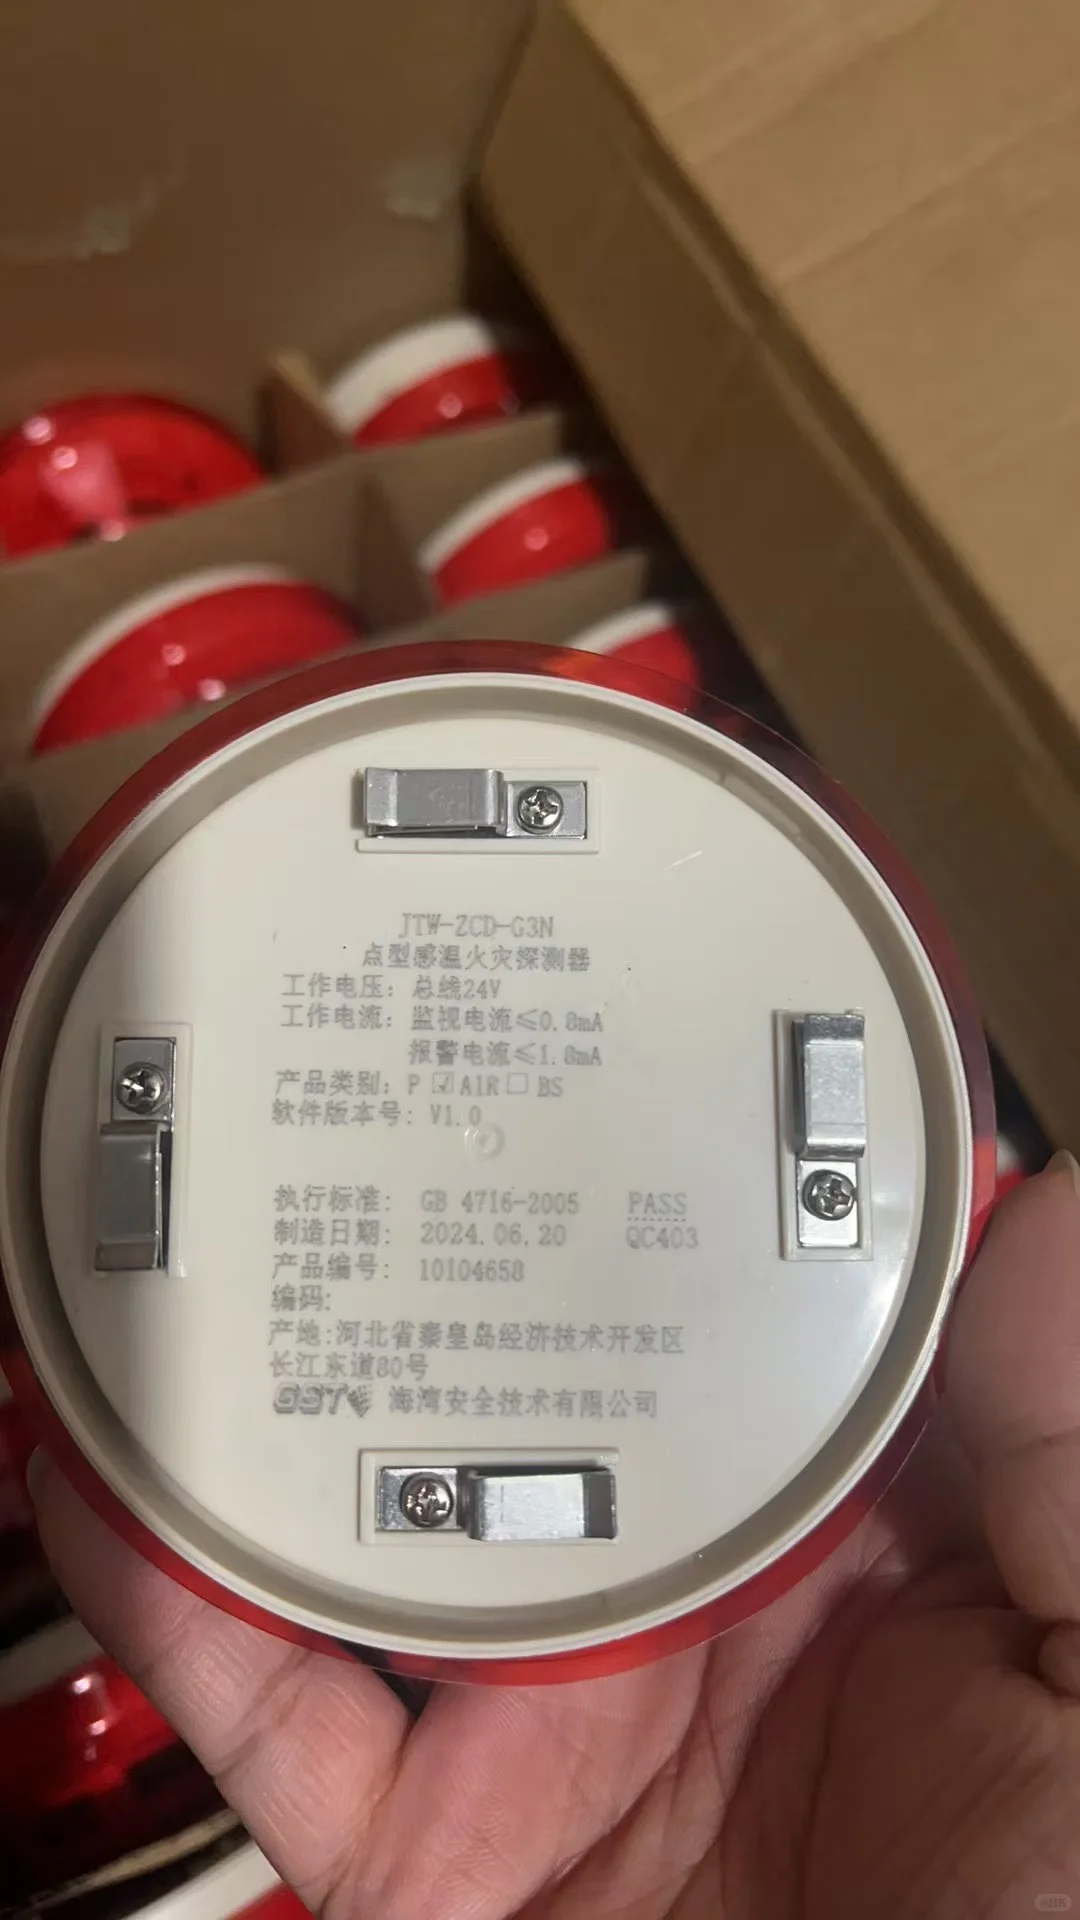 JTW-ZCD-G3N
点型感温火灾探测器
工作电压：总线24V
工作电流：监视电流≤0.8mA
报警电流≤1.8mA
产品类别：P ☑A1R☐ BS
软件版本号：V1.0
执行标准： GB 4716-2005 PASS
制造日期： 2024.06.20 QC403
产品编号： 10104658
编码:
产地:河北省秦皇岛经济技术开发区
长江东道80号
GST 海湾安全技术有限公司
小红书